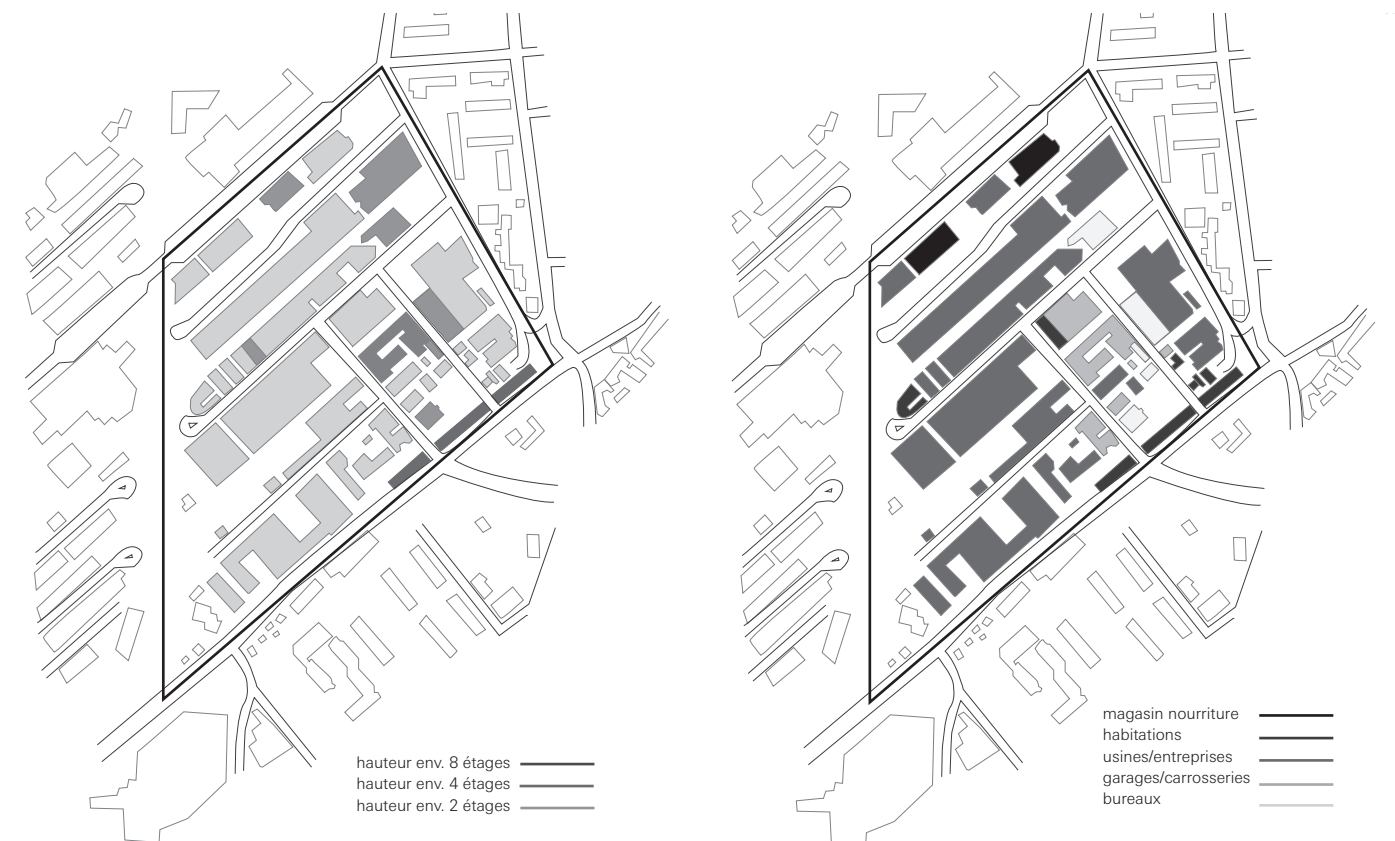 hauteur env. 8 étages
hauteur env. 4 étages
hauteur env. 2 étages
magasin nourriture
habitations
usines/entreprises
garages/carrosseries
bureaux